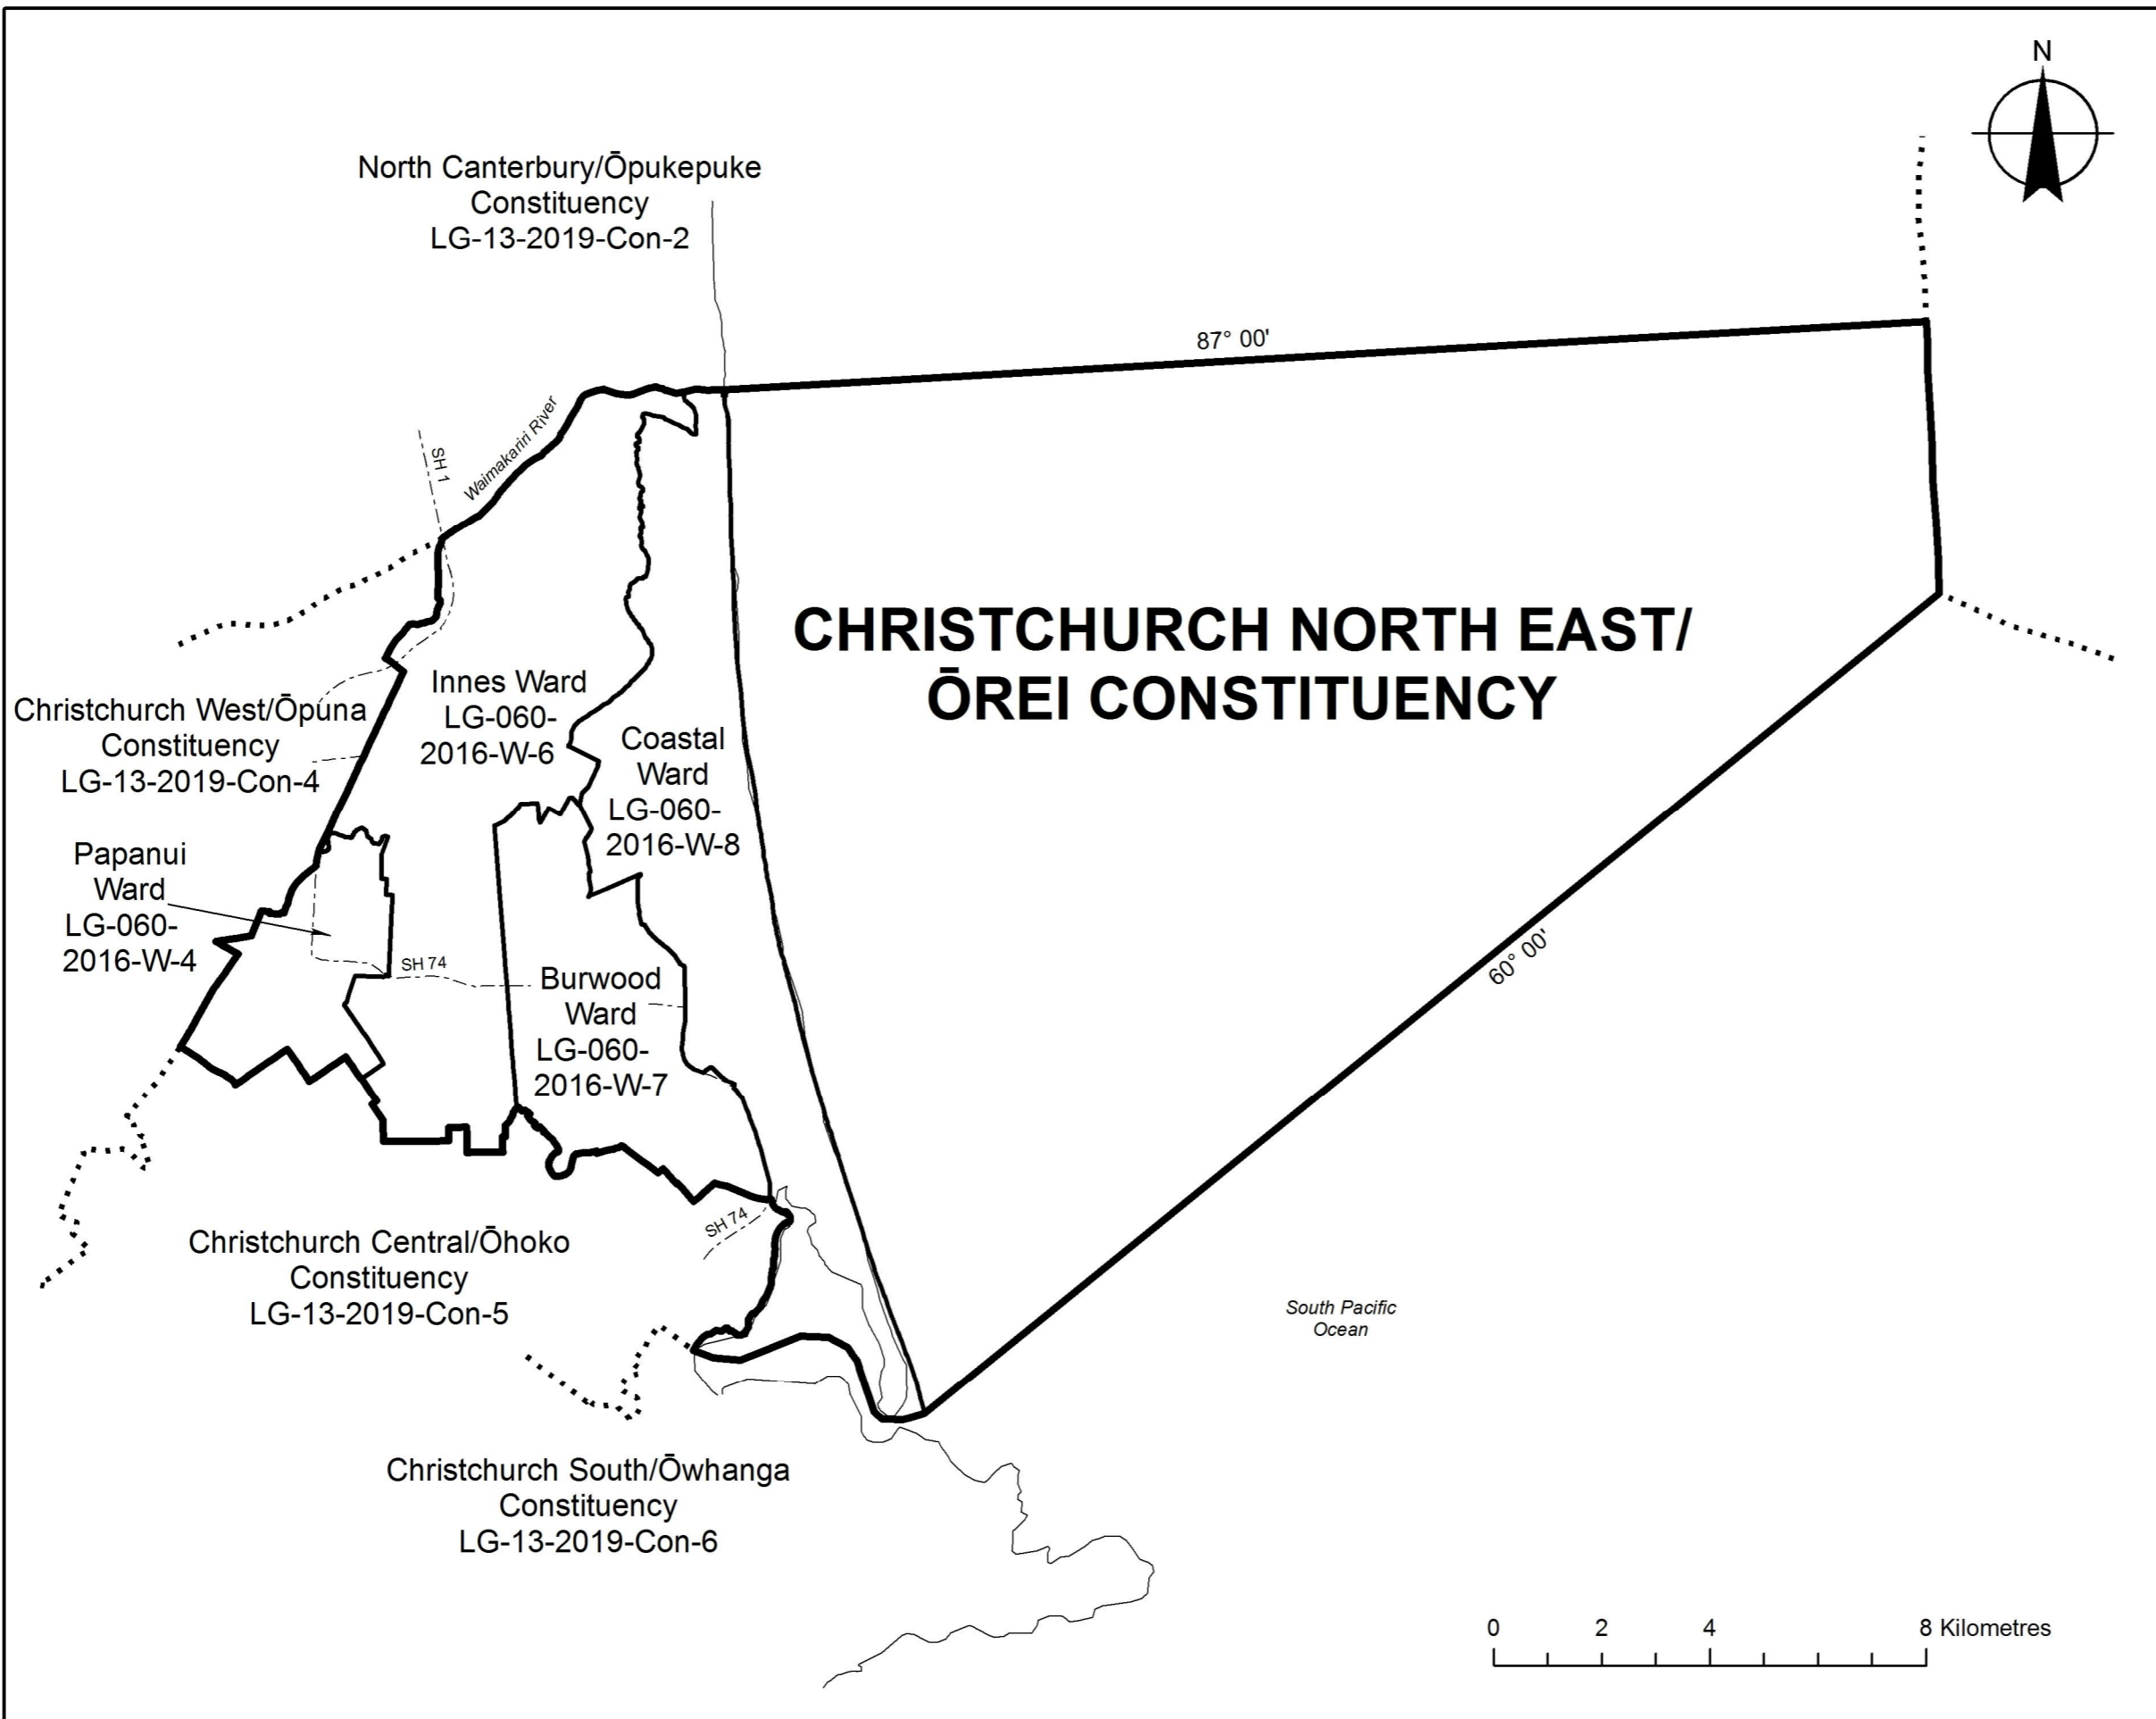 N
North Canterbury/Ōpukepuke
Constituency
LG-13-2019-Con-2
87° 00'
Waimakariri River
SH 1
CHRISTCHURCH NORTH EAST/
ŌREI CONSTITUENCY
Christchurch West/Ōpuna
Constituency
LG-13-2019-Con-4
Innes Ward
LG-060-
2016-W-6
Coastal
Ward
LG-060-
2016-W-8
Papanui
Ward
LG-060-
2016-W-4
SH 74
Burwood
Ward
LG-060-
2016-W-7
60° 00'
SH 74
Christchurch Central/Ōhoko
Constituency
LG-13-2019-Con-5
South Pacific
Ocean
Christchurch South/Ōwhanga
Constituency
LG-13-2019-Con-6
0 2 4 8 Kilometres